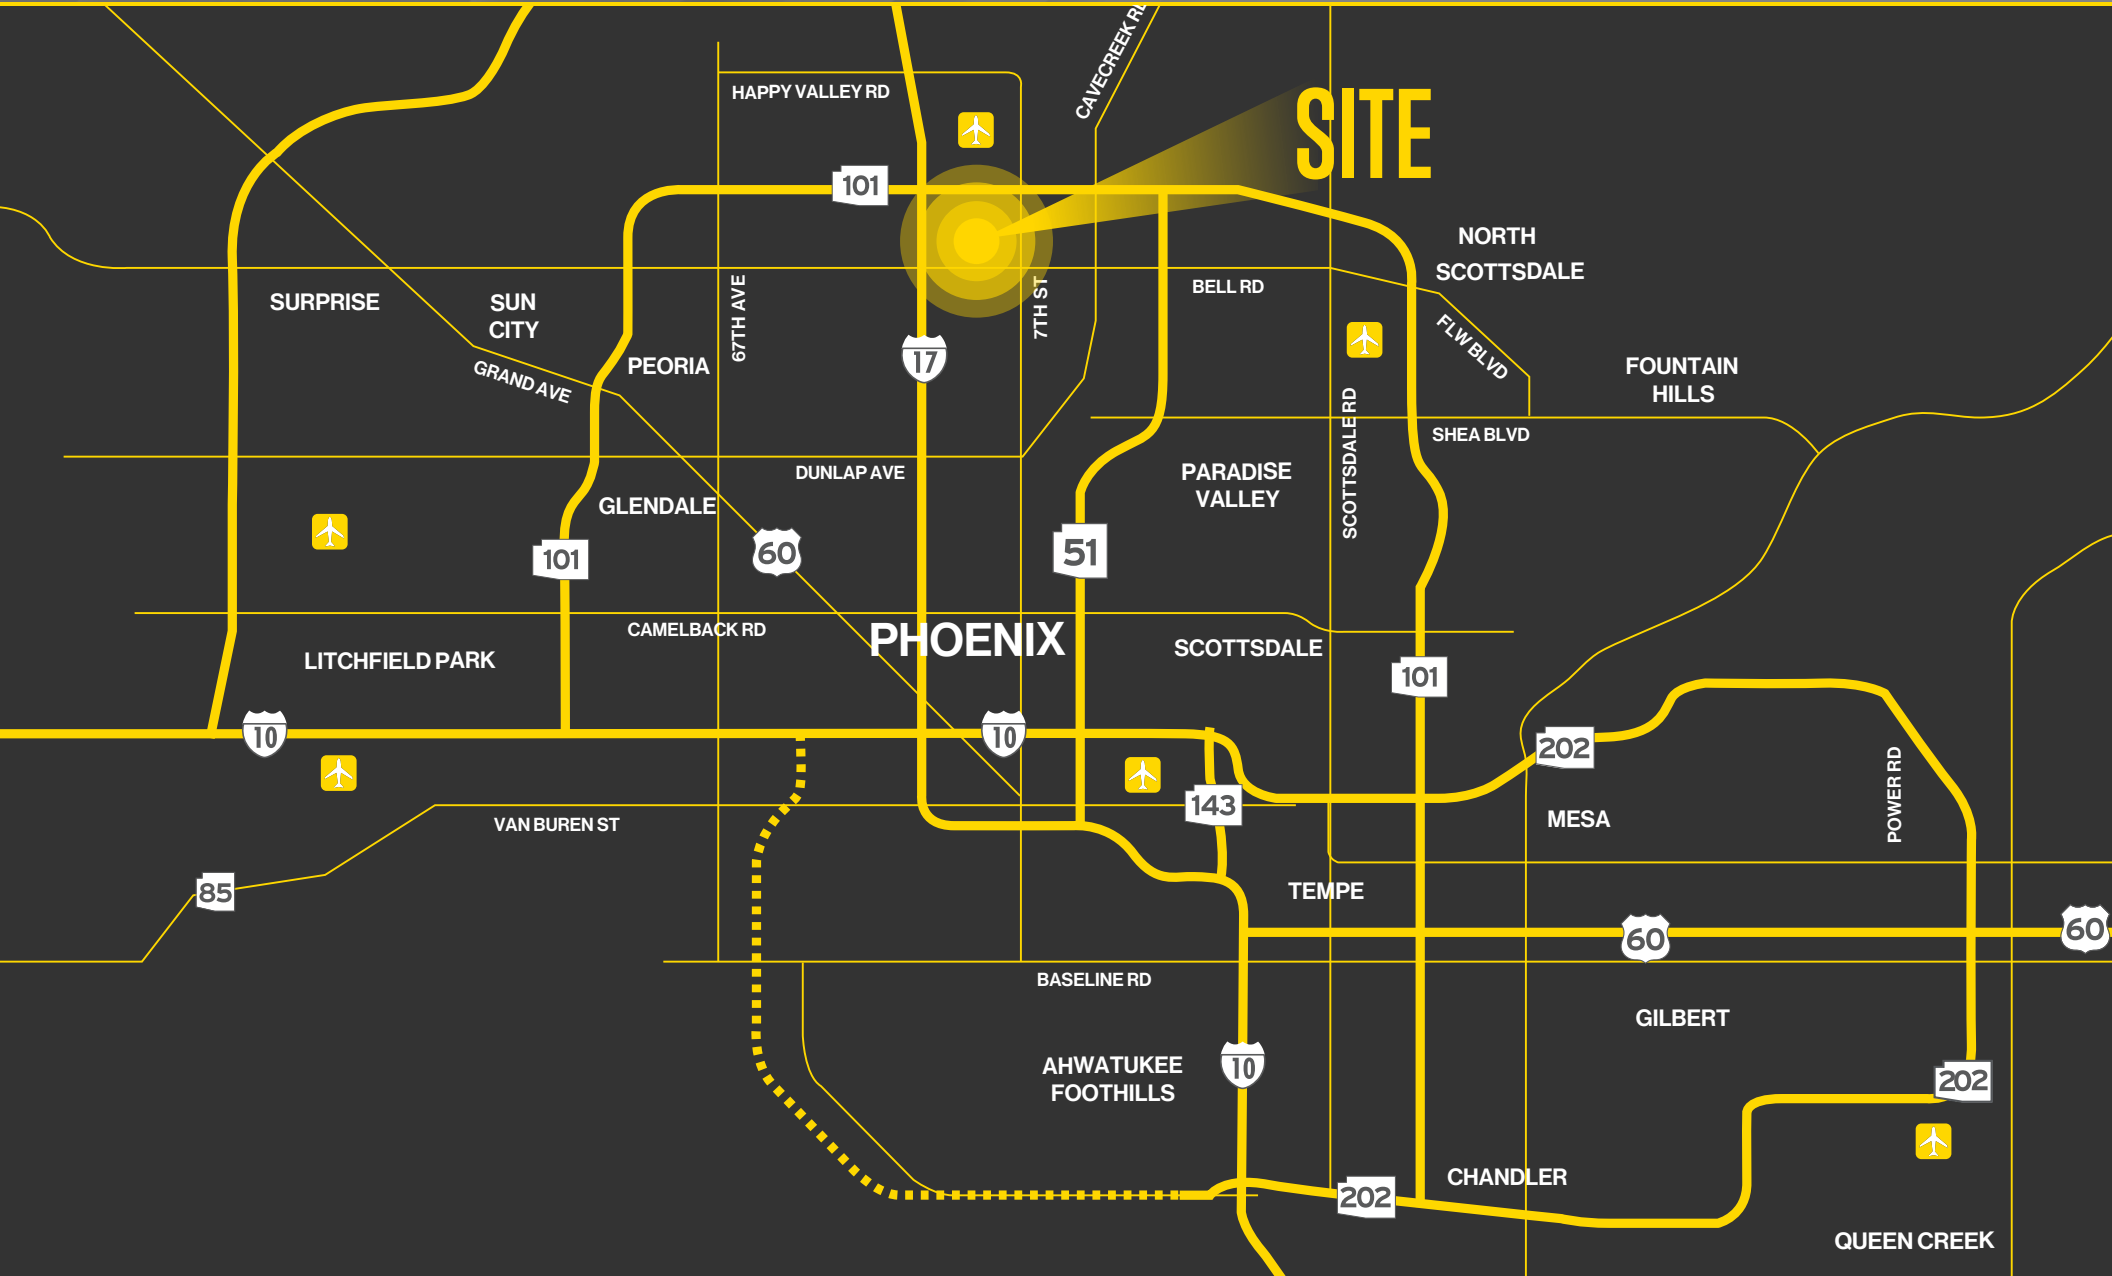 CAVECREEK RD
HAPPY VALLEY RD
SITE
101
NORTH
SCOTTSDALE
BELL RD
SURPRISE
SUN
CITY
67TH AVE
7TH ST
FLW BLVD
17
PEORIA
GRAND AVE
FOUNTAIN
HILLS
SCOTTSDALE RD
SHEA BLVD
DUNLAP AVE
PARADISE
VALLEY
GLENDALE
101
60
51
CAMELBACK RD
PHOENIX
SCOTTSDALE
LITCHFIELD PARK
101
10
10
202
POWER RD
143
MESA
VAN BUREN ST
85
TEMPE
60
60
BASELINE RD
GILBERT
AHWATUKEE
FOOTHILLS
10
202
CHANDLER
202
QUEEN CREEK